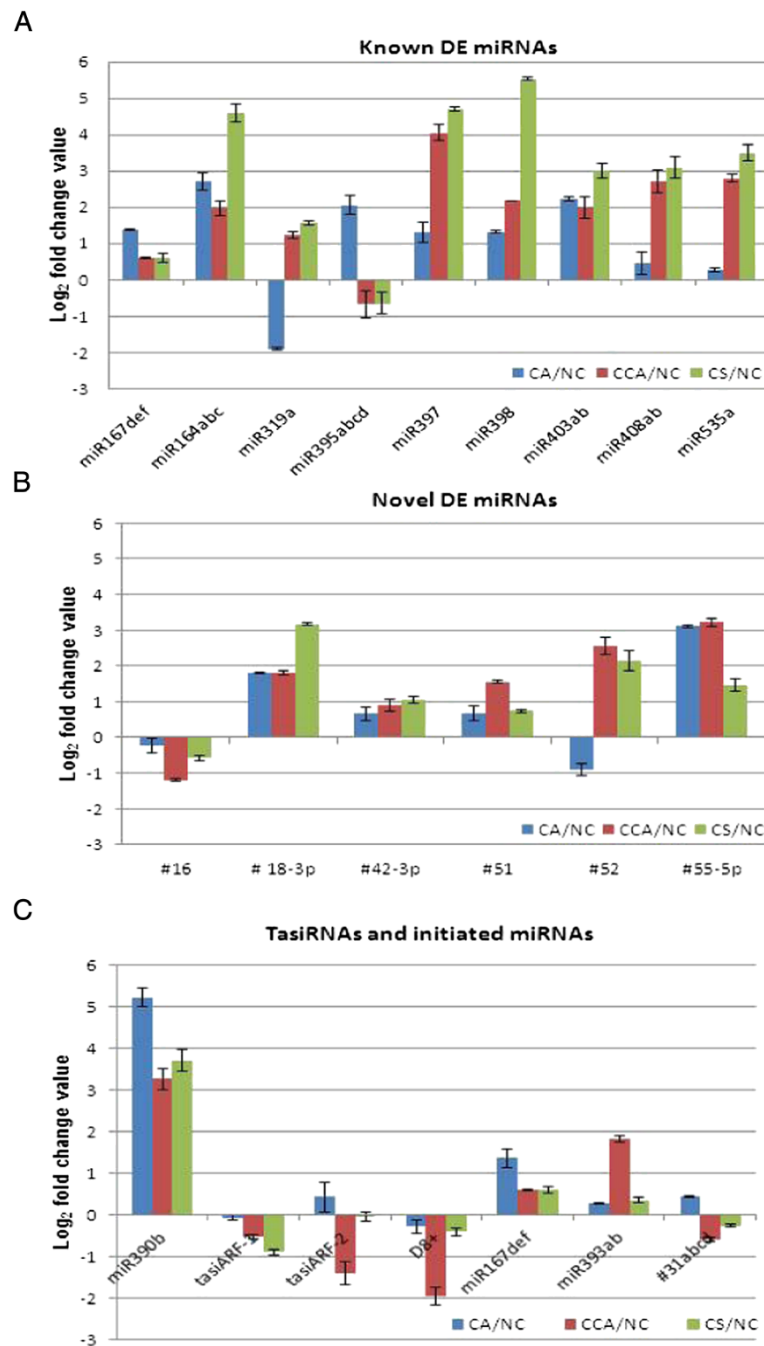 A
Known DE miRNAs
Log2 fold change value
6
5
4
3
2
1
0
-1
-2
-3
CA/NC CCA/NC CS/NC
miR167def miR164abc miR319a miR395abcd miR397 miR398 miR403ab miR408ab miR535a
B
Novel DE miRNAs
Log2 fold change value
6
5
4
3
2
1
0
-1
-2
-3
CA/NC CCA/NC CS/NC
#16 # 18-3p #42-3p #51 #52 #55-5p
C
TasiRNAs and initiated miRNAs
Log2 fold change value
6
5
4
3
2
1
0
-1
-2
-3
miR390b tasiARF-1 tasiARF-2 D8+ miR167def miR393ab #31abcd
CA/NC CCA/NC CS/NC